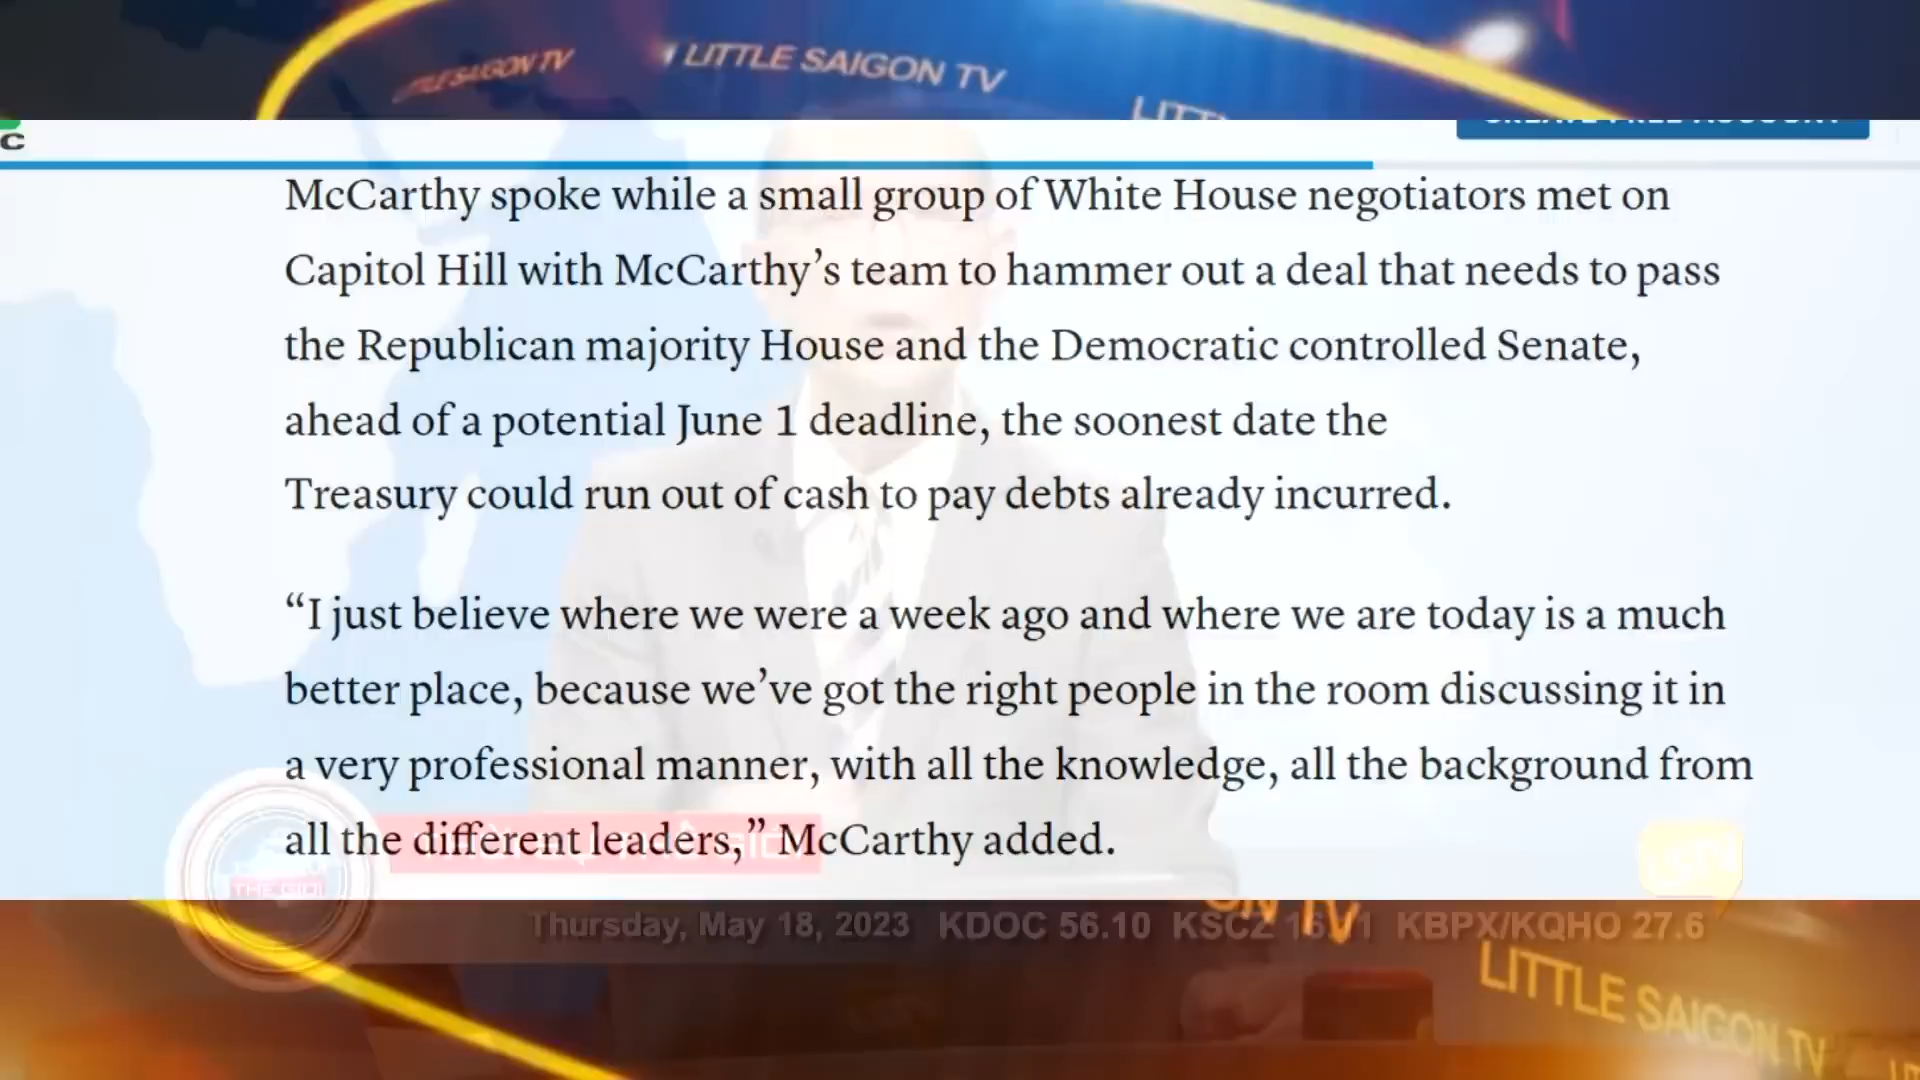 LITTLE SAIGON TV
LITTLE SAIGON TV
McCarthy spoke while a small group of White House negotiators met on
Capitol Hill with McCarthy’s team to hammer out a deal that needs to pass
the Republican majority House and the Democratic controlled Senate,
ahead of a potential June 1 deadline, the soonest date the
Treasury could run out of cash to pay debts already incurred.
“I just believe where we were a week ago and where we are today is a much
better place, because we’ve got the right people in the room discussing it in
a very professional manner, with all the knowledge, all the background from
all the different leaders,” McCarthy added.
THẾ GIỚI
Thursday, May 18, 2023 KDOC 56.10 KSCZ KBPX/KQHO 27.6
TV
LITTLE SAIGON TV